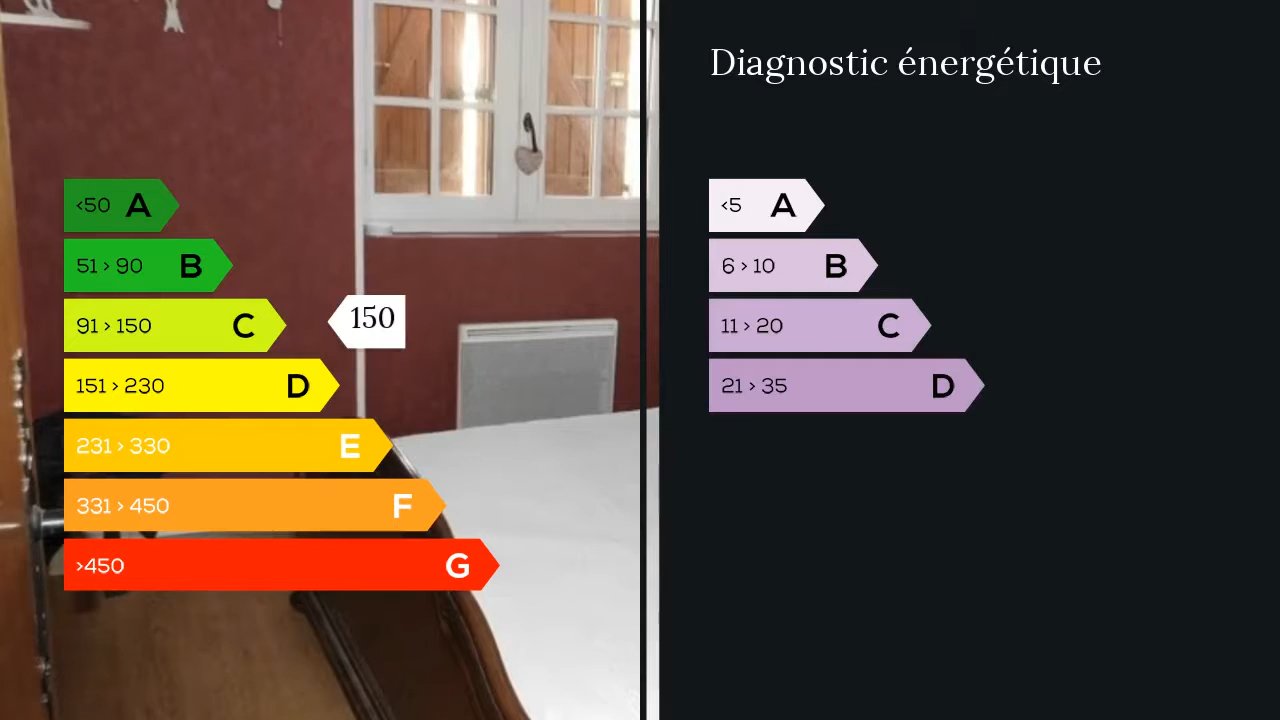 Diagnostic énergétique
<50 A
51 > 90 B
91 > 150 C
150
151 > 230 D
231 > 330 E
331 > 450 F
>450 G
<5 A
6 > 10 B
11 > 20 C
21 > 35 D